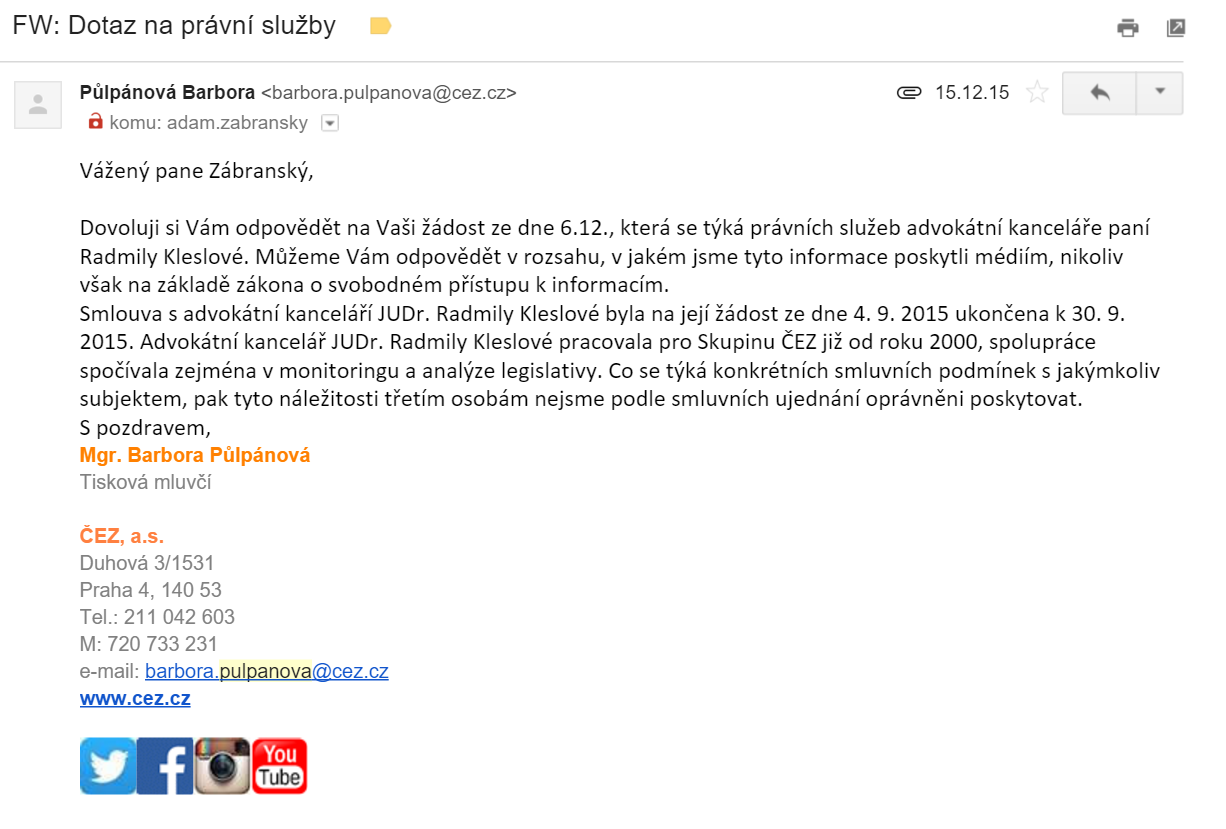 FW: Dotaz na právní služby
Půlpánová Barbora <barbora.pulpanova@cez.cz>
15.12.15
komu: adam.zabransky
Vážený pane Zábranský,
Dovoluji si Vám odpovědět na Vaši žádost ze dne 6.12., která se týká právních služeb advokátní kanceláře paní
Radmily Kleslové. Můžeme Vám odpovědět v rozsahu, v jakém jsme tyto informace poskytli médiím, nikoliv
však na základě zákona o svobodném přístupu k informacím.
Smlouva s advokátní kanceláří JUDr. Radmily Kleslové byla na její žádost ze dne 4. 9. 2015 ukončena k 30. 9.
2015. Advokátní kancelář JUDr. Radmily Kleslové pracovala pro Skupinu ČEZ již od roku 2000, spolupráce
spočívala zejména v monitoringu a analýze legislativy. Co se týká konkrétních smluvních podmínek s jakýmkoliv
subjektem, pak tyto náležitosti třetím osobám nejsme podle smluvních ujednání oprávněni poskytovat.
S pozdravem,
Mgr. Barbora Půlpánová
Tisková mluvčí
ČEZ, a.s.
Duhová 3/1531
Praha 4, 140 53
Tel.: 211 042 603
M: 720 733 231
e-mail: barbora.pulpanova@cez.cz
www.cez.cz
You
Tube